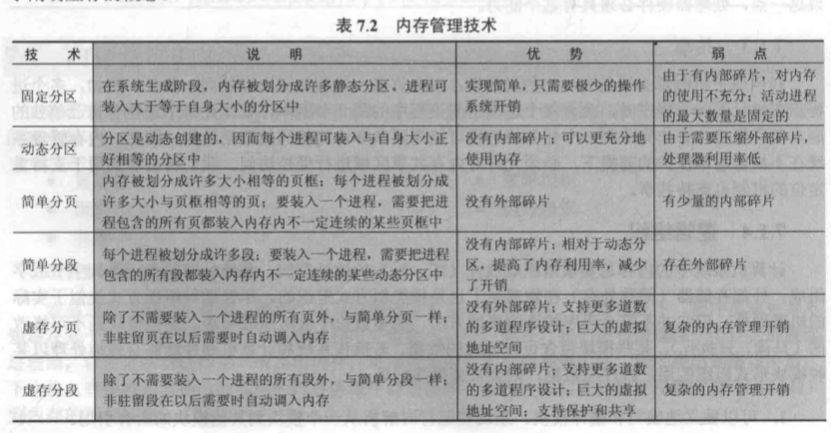 表 7.2 内存管理技术
技 术 说 明 优 势 弱 点
固定分区
在系统生成阶段，内存被划分成许多静态分区。进程可
装入大于等于自身大小的分区中
实现简单，只需要极少的操作
系统开销
由于有内部碎片，对内存
的使用不充分；活动进程
的最大数量是固定的
动态分区
分区是动态创建的，因而每个进程可装入与自身大小正
好相等的分区中
没有内部碎片；可以更充分地
使用内存
由于需要压缩外部碎片，
处理器利用率低
简单分页
内存被划分成许多大小相等的页框；每个进程被划分成
许多大小与页框相等的页；要装入一个进程，需要把进
程包含的所有页都装入内存内不一定连续的某些页框中
没有外部碎片
有少量的内部碎片
简单分段
每个进程被划分成许多段；要装入一个进程，需要把进程
包含的所有段都装入内存内不一定连续的某些动态分区中
没有内部碎片；相对于动态分
区，提高了内存利用率，减少
了开销
存在外部碎片
虚存分页
除了不需要装入一个进程的所有页外，与简单分页一样；
非驻留页在以后需要时自动调入内存
没有外部碎片；支持更多道数
的多道程序设计；巨大的虚拟
地址空间
复杂的内存管理开销
虚存分段
除了不需要装入一个进程的所有段外，与简单分段一样；
非驻留段在以后需要时自动调入内存
没有内部碎片；支持更多道数
的多道程序设计；巨大的虚拟
地址空间；支持保护和共享
复杂的内存管理开销